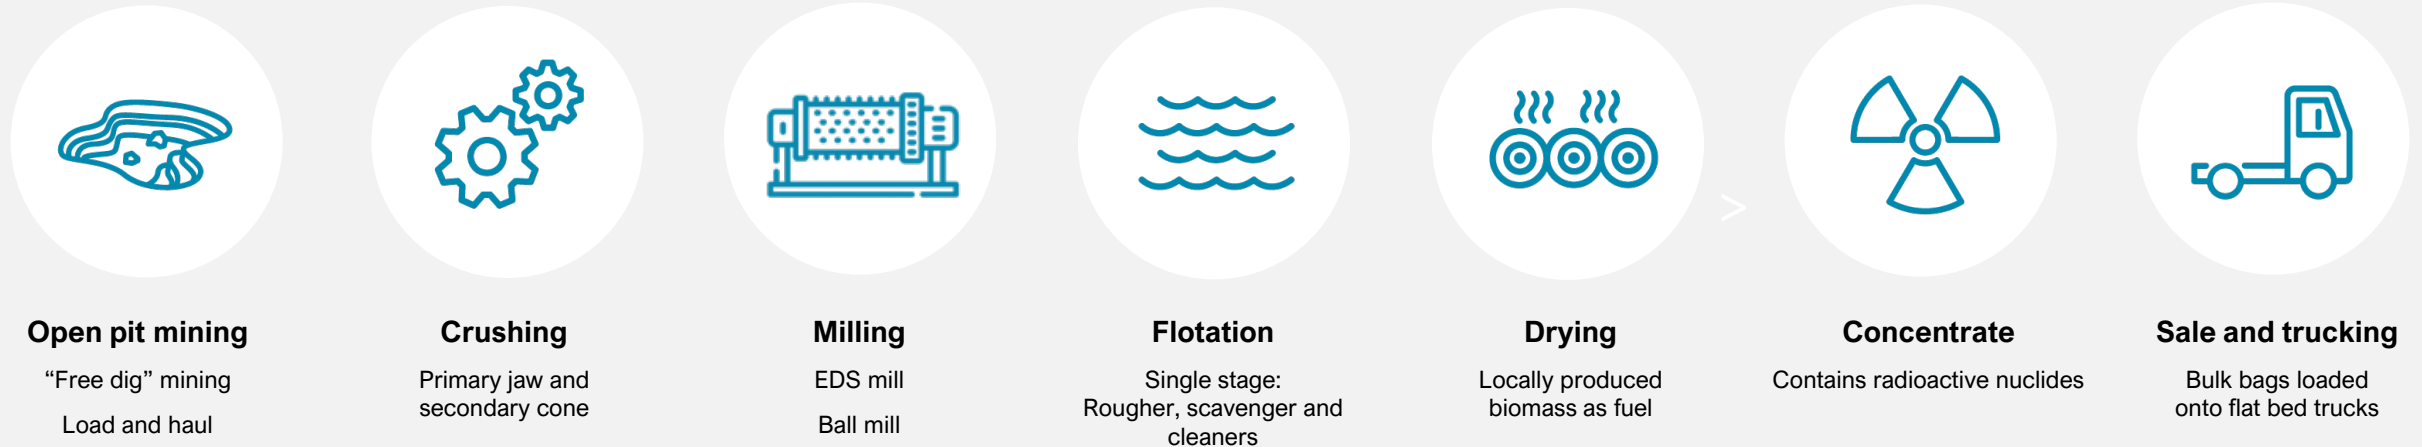 Open pit mining
“Free dig” mining
Load and haul
Crushing
Primary jaw and
secondary cone
Milling
EDS mill
Ball mill
Flotation
Single stage:
Rougher, scavenger and
cleaners
Drying
Locally produced
biomass as fuel
>
Concentrate
Contains radioactive nuclides
Sale and trucking
Bulk bags loaded
onto flat bed trucks